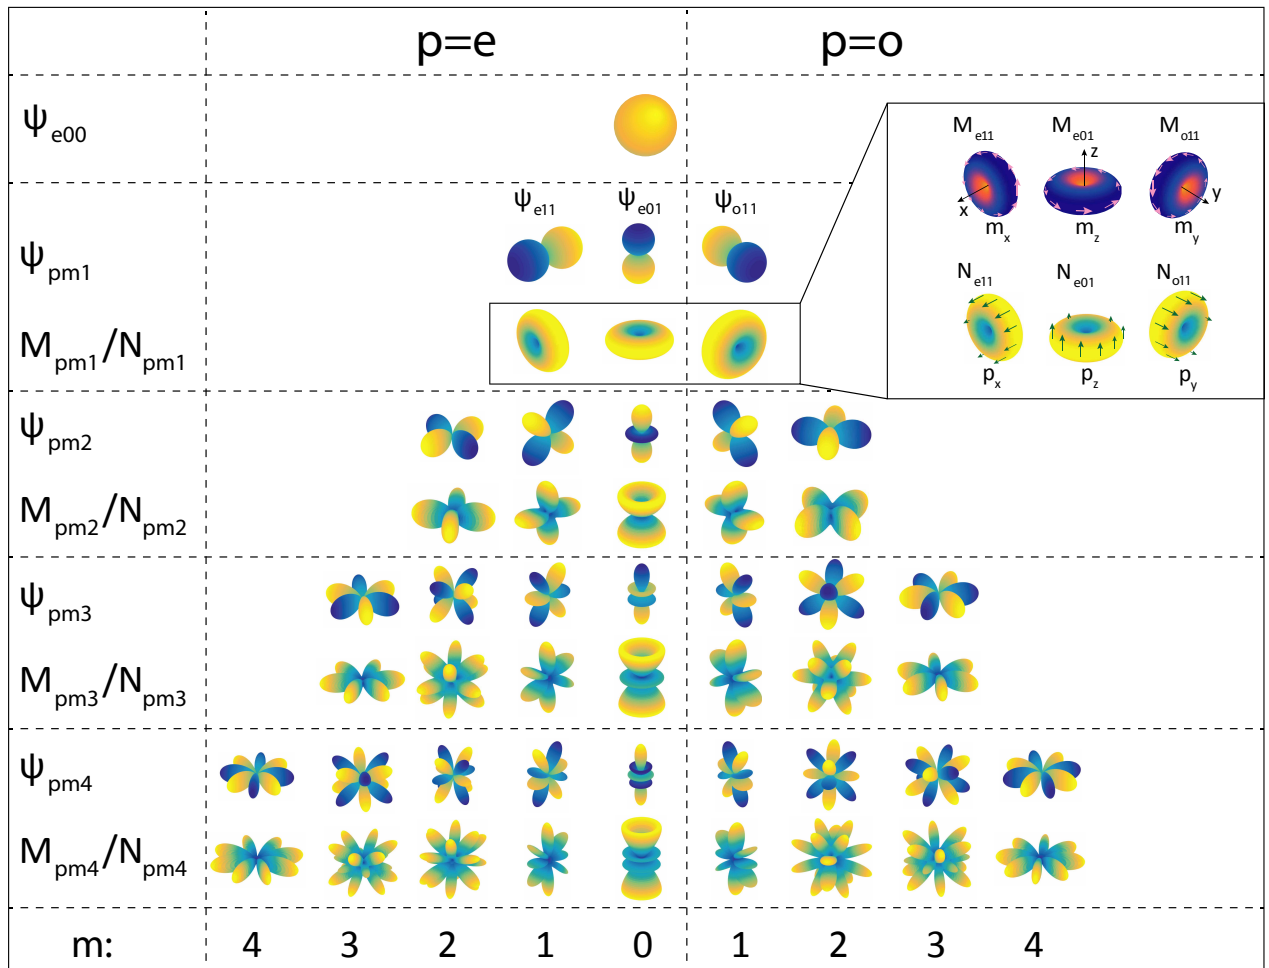 p=e p=o
ψe00
Me11 Me01 Mo11
z
x y
mx mz my
ψe11 ψe01 ψo11
ψpm1
Ne11 Ne01 No11
Mpm1/Npm1
px pz py
ψpm2
Mpm2/Npm2
ψpm3
Mpm3/Npm3
ψpm4
Mpm4/Npm4
m: 4 3 2 1 0 1 2 3 4